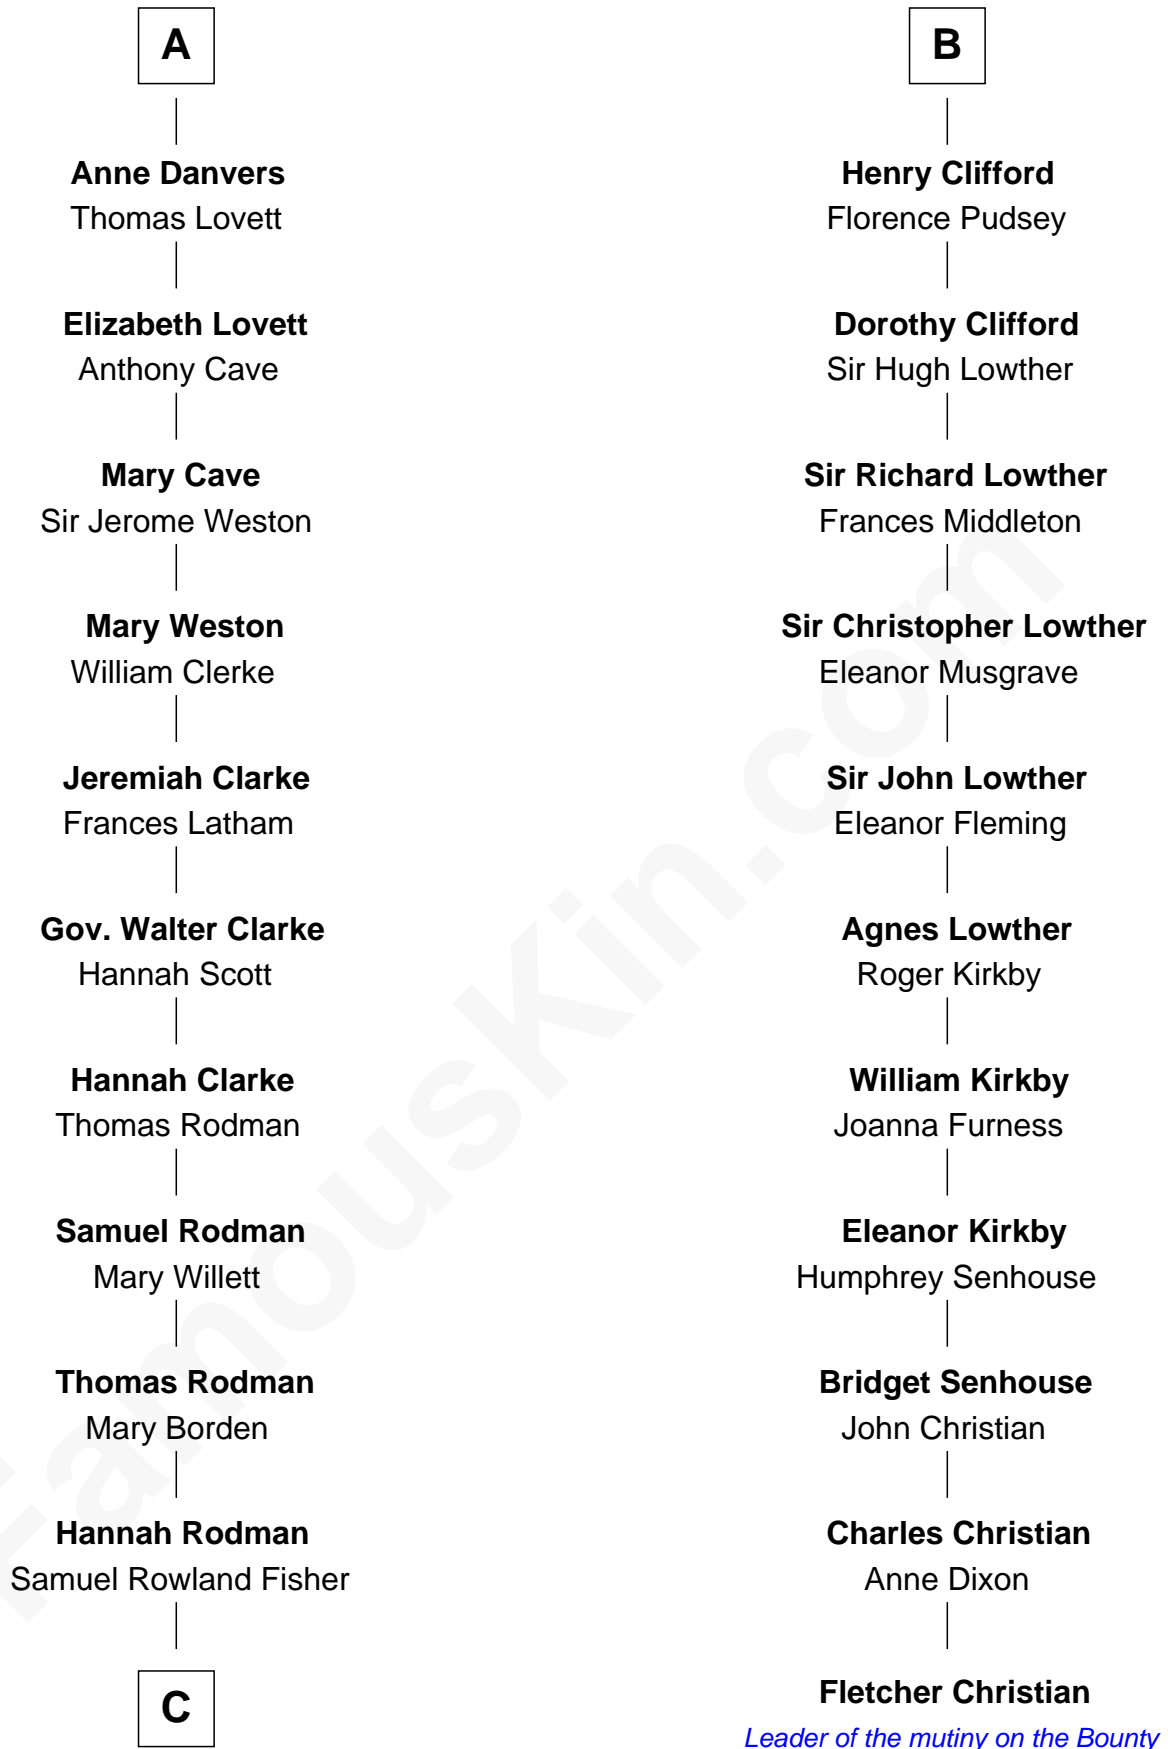 A
Anne Danvers
Thomas Lovett
Elizabeth Lovett
Anthony Cave
Mary Cave
Sir Jerome Weston
Mary Weston
William Clerke
Jeremiah Clarke
Frances Latham
Gov. Walter Clarke
Hannah Scott
Hannah Clarke
Thomas Rodman
Samuel Rodman
Mary Willett
Thomas Rodman
Mary Borden
Hannah Rodman
Samuel Rowland Fisher
C
B
Henry Clifford
Florence Pudsey
Dorothy Clifford
Sir Hugh Lowther
Sir Richard Lowther
Frances Middleton
Sir Christopher Lowther
Eleanor Musgrave
Sir John Lowther
Eleanor Fleming
Agnes Lowther
Roger Kirkby
William Kirkby
Joanna Furness
Eleanor Kirkby
Humphrey Senhouse
Bridget Senhouse
John Christian
Charles Christian
Anne Dixon
Fletcher Christian
Leader of the mutiny on the Bounty
FamousKin.com